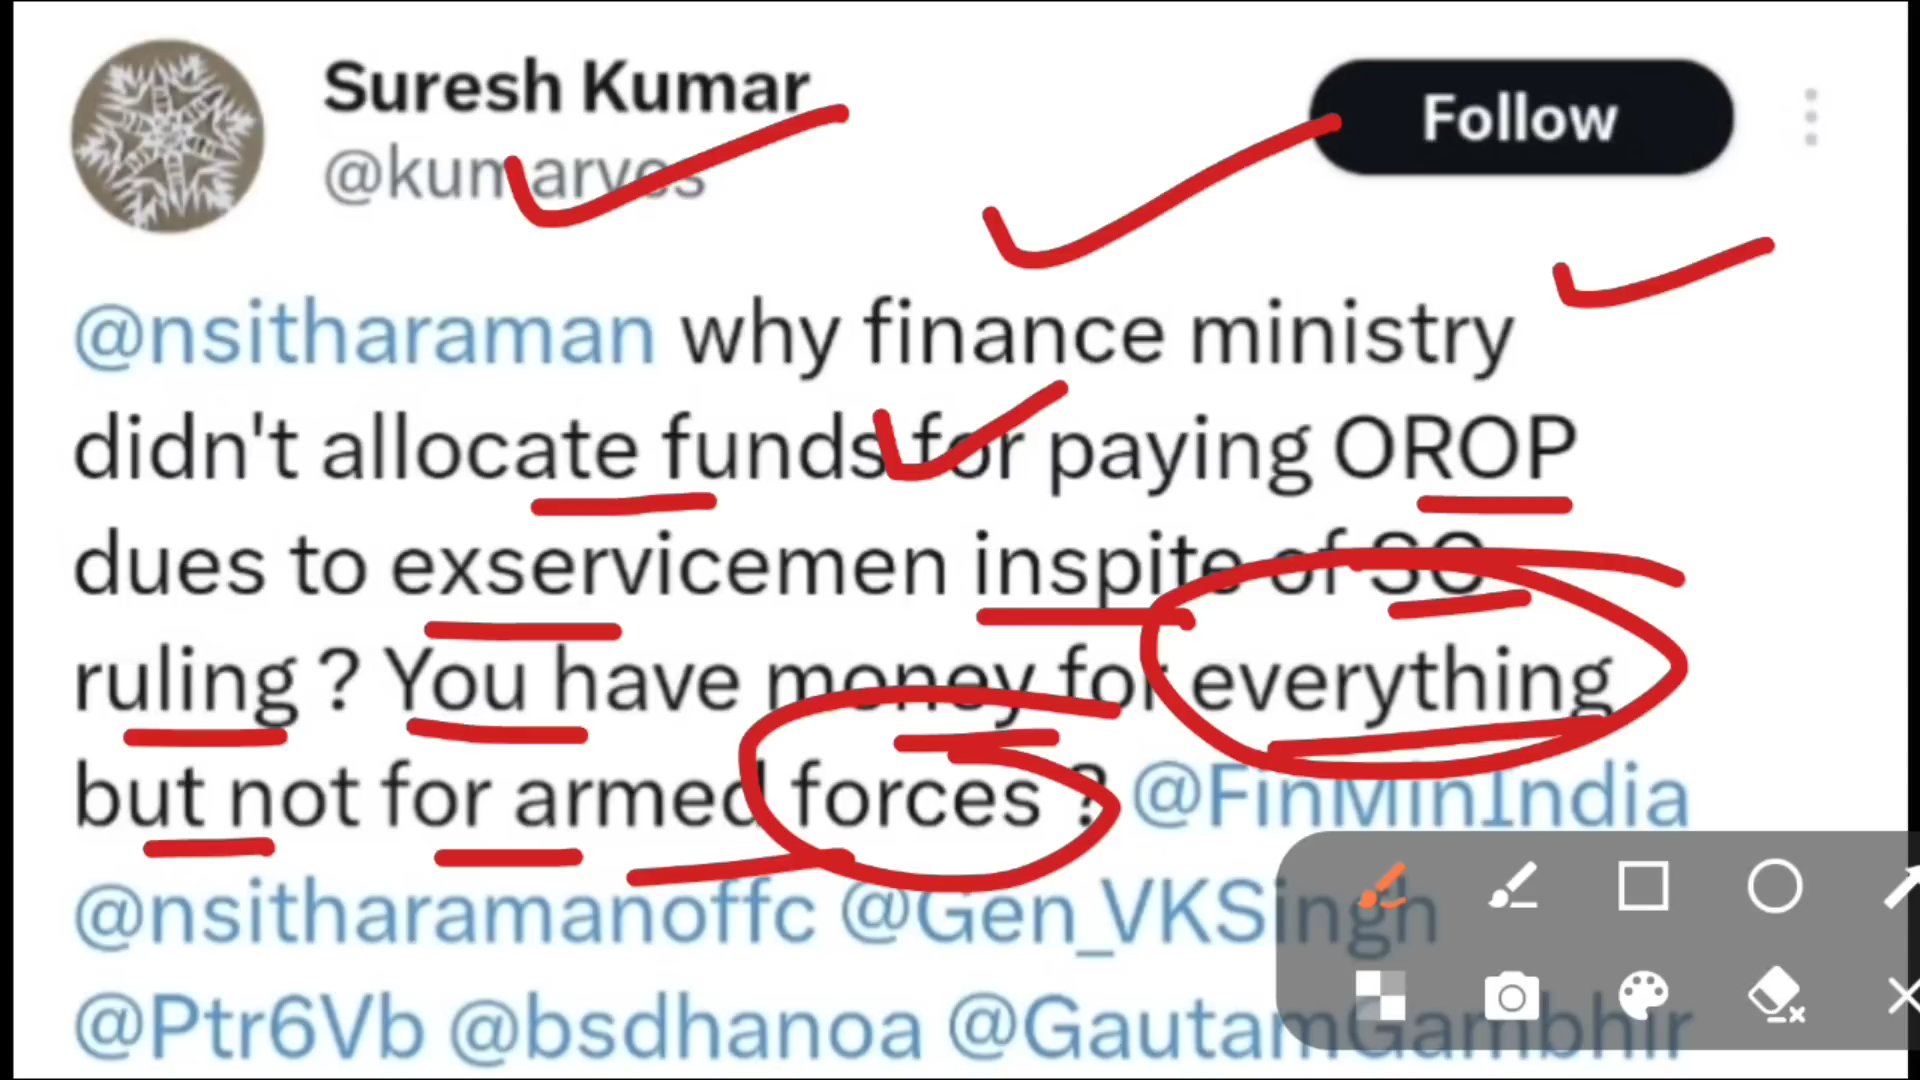 Suresh Kumar
Follow
@kumarves
@nsitharaman why finance ministry
didn't allocate funds for paying OROP
dues to exservicemen inspite of SC
ruling ? You have money for everything
but not for armed forces ? @FinMinIndia
@nsitharamanoffc @Gen_VKSingh
@Ptr6Vb @bsdhanoa @GautamGambhir